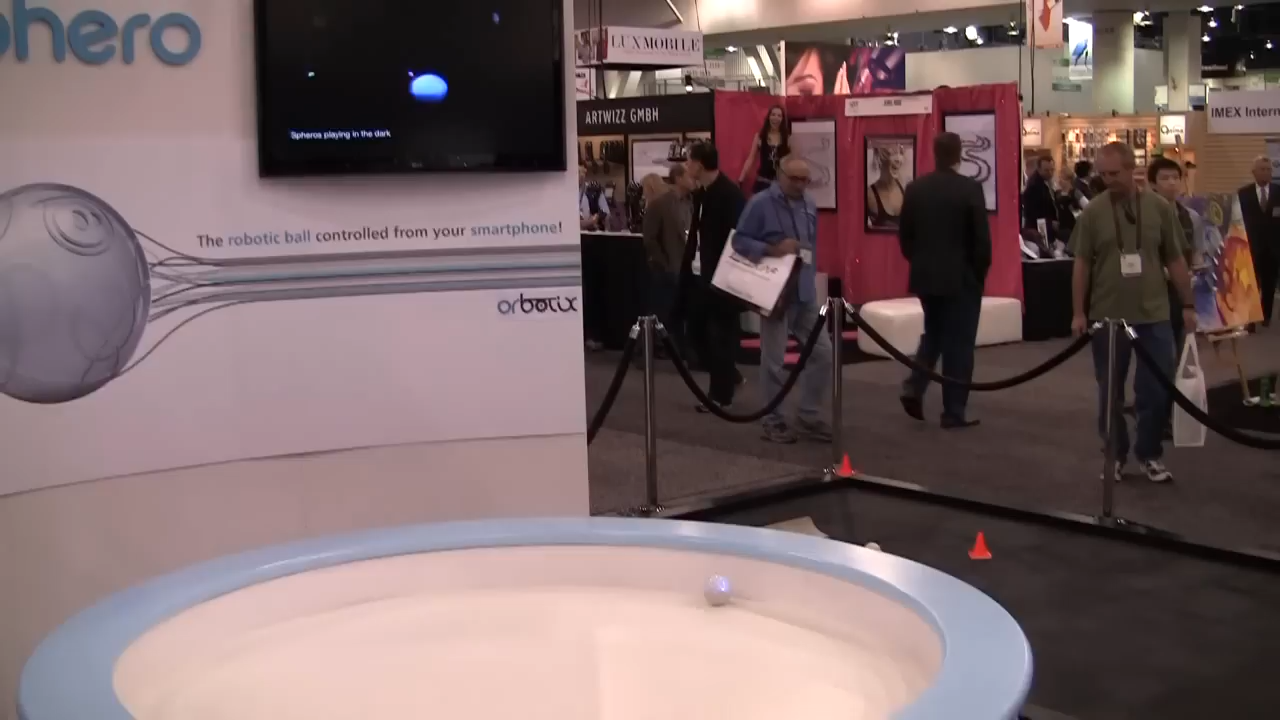 phero
Spheros playing in the dark
The robotic ball controlled from your smartphone!
orbotix
LUXMOBILE
ARTWIZZ GMBH
IMEX Intern